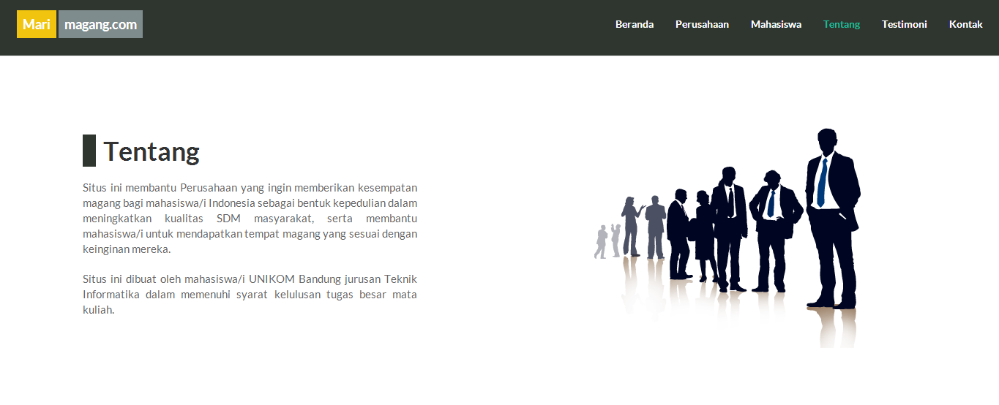 Mari magang.com
Beranda Perusahaan Mahasiswa Tentang Testimoni Kontak
Tentang
Situs ini membantu Perusahaan yang ingin memberikan kesempatan
magang bagi mahasiswa/i Indonesia sebagai bentuk kepedulian dalam
meningkatkan kualitas SDM masyarakat, serta membantu
mahasiswa/i untuk mendapatkan tempat magang yang sesuai dengan
keinginan mereka.
Situs ini dibuat oleh mahasiswa/i UNIKOM Bandung jurusan Teknik
Informatika dalam memenuhi syarat kelulusan tugas besar mata
kuliah.